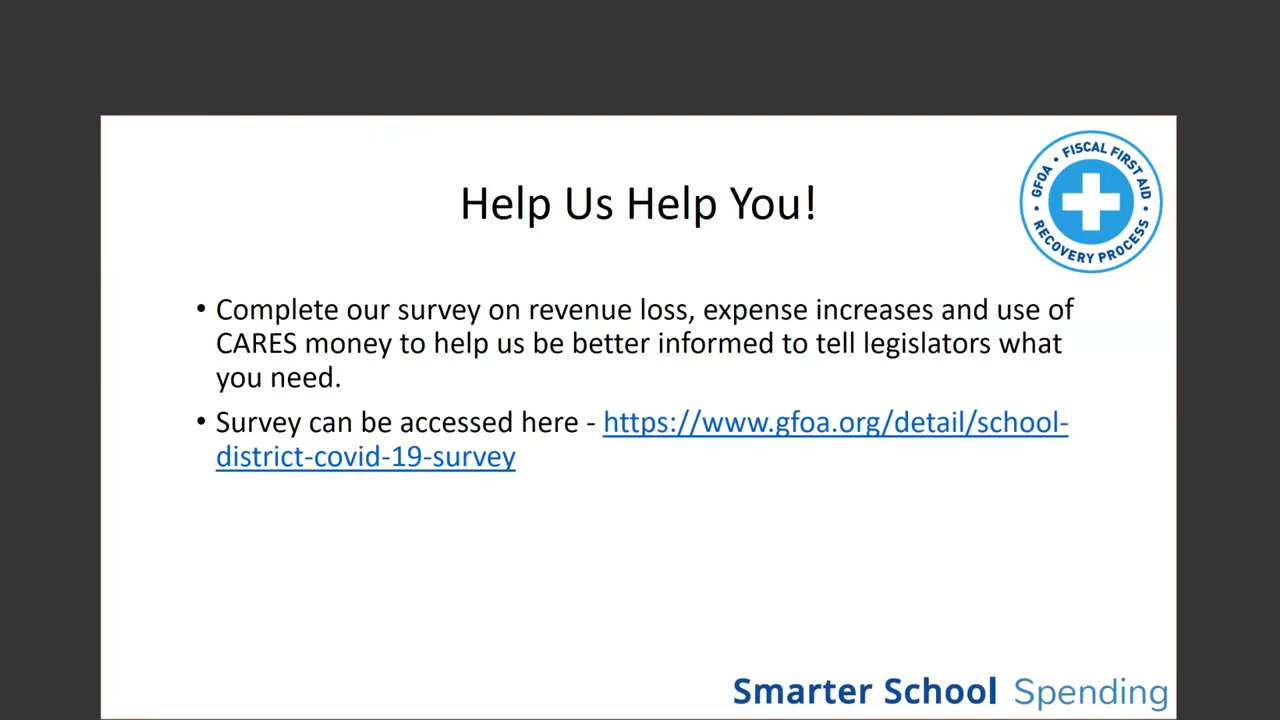 GFOA • FISCAL FIRST AID • RECOVERY PROCESS •
Help Us Help You!
• Complete our survey on revenue loss, expense increases and use of
CARES money to help us be better informed to tell legislators what
you need.
• Survey can be accessed here - https://www.gfoa.org/detail/school-
district-covid-19-survey
Smarter School Spending